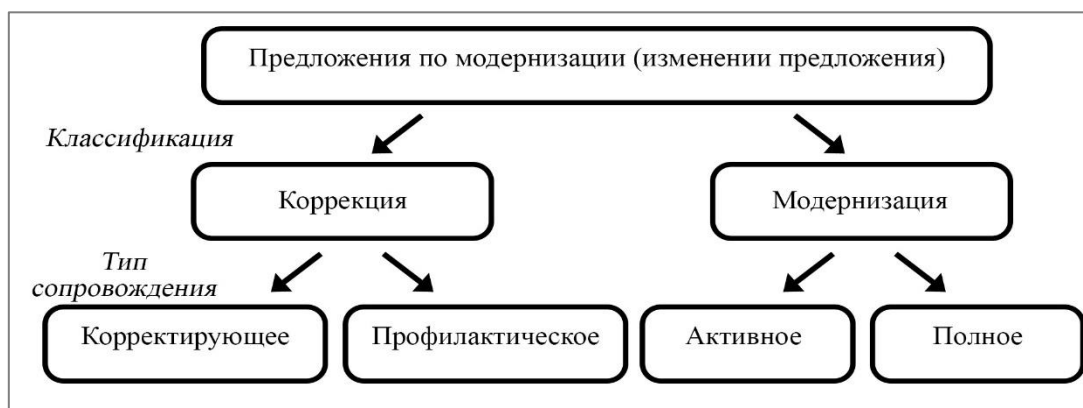 Предложения по модернизации (изменении предложения)
Классификация
Коррекция
Модернизация
Тип
сопровождения
Корректирующее
Профилактическое
Активное
Полное